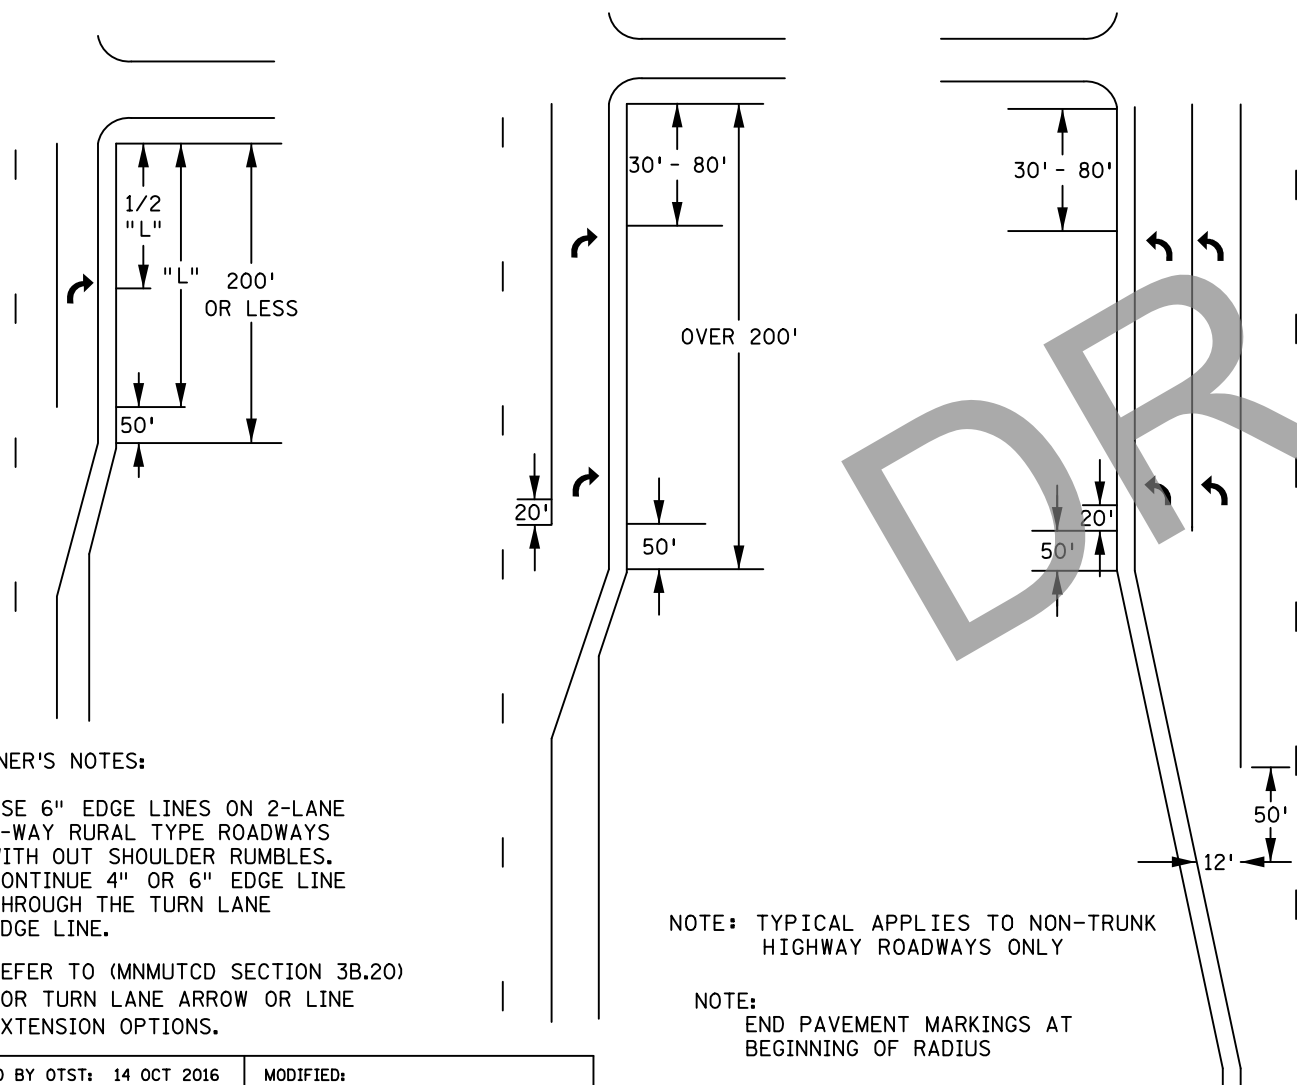 1/2
"L"
"L"
200'
OR LESS
50'
30' - 80'
OVER 200'
20'
50'
30' - 80'
20'
50'
50'
12'
DR
NER'S NOTES:
SE 6" EDGE LINES ON 2-LANE
-WAY RURAL TYPE ROADWAYS
WITH OUT SHOULDER RUMBLES.
ONTINUE 4" OR 6" EDGE LINE
HROUGH THE TURN LANE
DGE LINE.
EFER TO (MNMUTCD SECTION 3B.20)
OR TURN LANE ARROW OR LINE
XTENSION OPTIONS.
NOTE: TYPICAL APPLIES TO NON-TRUNK
HIGHWAY ROADWAYS ONLY
NOTE:
END PAVEMENT MARKINGS AT
BEGINNING OF RADIUS
D BY OTST: 14 OCT 2016
MODIFIED: